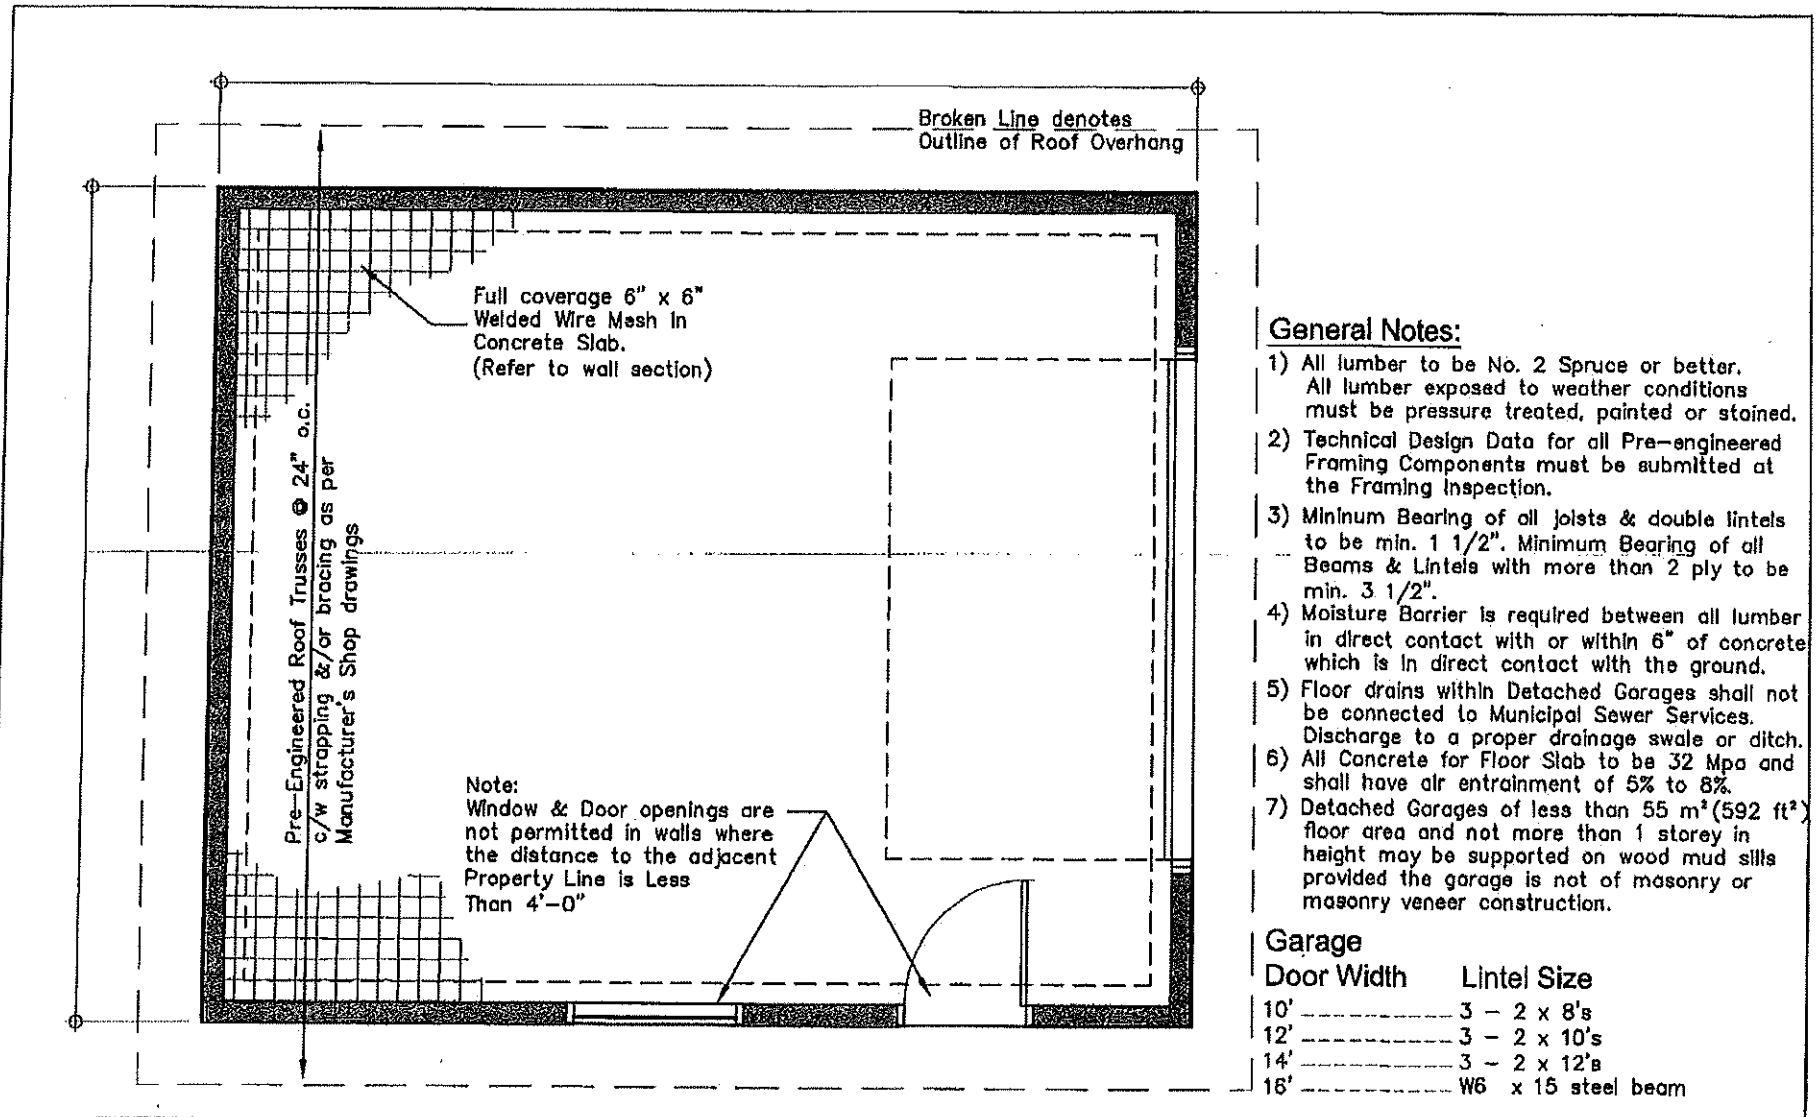 Broken Line denotes
Outline of Roof Overhang
Full coverage 6" x 6"
Welded Wire Mesh in
Concrete Slab.
(Refer to wall section)
Pre-Engineered Roof Trusses @ 24" o.c.
c/w strapping &/or bracing as per
Manufacturer's Shop drawings
Note:
Window & Door openings are
not permitted in walls where
the distance to the adjacent
Property Line is Less
Than 4'-0"
General Notes:
1) All lumber to be No. 2 Spruce or better.
All lumber exposed to weather conditions
must be pressure treated, painted or stained.
2) Technical Design Data for all Pre-engineered
Framing Components must be submitted at
the Framing Inspection.
3) Mininum Bearing of all joists & double lintels
to be min. 1 1/2". Minimum Bearing of all
Beams & Lintels with more than 2 ply to be
min. 3 1/2".
4) Moisture Barrier is required between all lumber
in direct contact with or within 6" of concrete
which is in direct contact with the ground.
5) Floor drains within Detached Garages shall not
be connected to Municipal Sewer Services.
Discharge to a proper drainage swale or ditch.
6) All Concrete for Floor Slab to be 32 Mpa and
shall have air entrainment of 5% to 8%.
7) Detached Garages of less than 55 m² (592 ft²)
floor area and not more than 1 storey in
height may be supported on wood mud sills
provided the garage is not of masonry or
masonry veneer construction.
Garage
Door Width Lintel Size
10' ------------ 3 - 2 x 8's
12' ------------ 3 - 2 x 10's
14' ------------ 3 - 2 x 12's
16' ------------ W6 x 15 steel beam